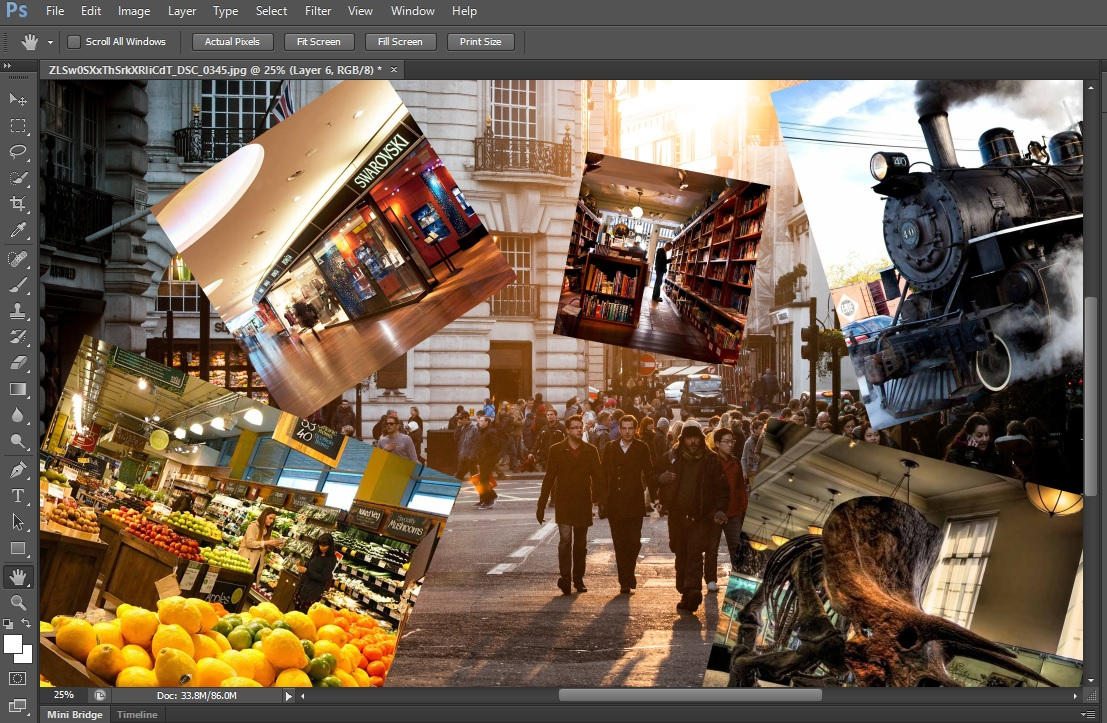 Ps File Edit Image Layer Type Select Filter View Window Help
Scroll All Windows Actual Pixels Fit Screen Fill Screen Print Size
ZLSw0SXxThSrkXRIiCdT_DSC_0345.jpg @ 25% (Layer 6, RGB/8) * ×
SWAROVSKI
40
Mushrooms
Apples
T
25% Doc: 33.8M/86.0M
Mini Bridge Timeline